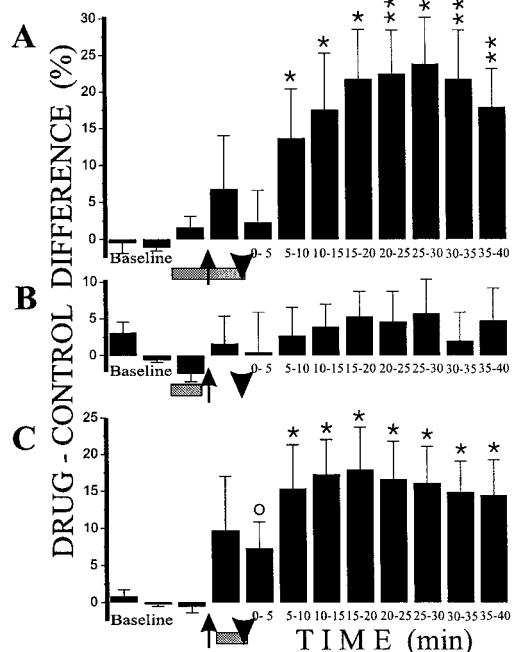 A
DRUG - CONTROL DIFFERENCE (%)
30
25
20
15
10
5
0
* * * ** * ** **
Baseline 0- 5 5-10 10-15 15-20 20-25 25-30 30-35 35-40
B
10
5
0
Baseline 0- 5 5-10 10-15 15-20 20-25 25-30 30-35 35-40
C
25
20
15
10
5
0
o * * * * * * *
Baseline 0- 5 5-10 10-15 15-20 20-25 25-30 30-35 35-40
TIME (min)